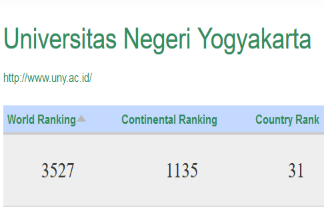 Universitas Negeri Yogyakarta
http://www.uny.ac.id/
World Ranking Continental Ranking Country Rank
3527 1135 31